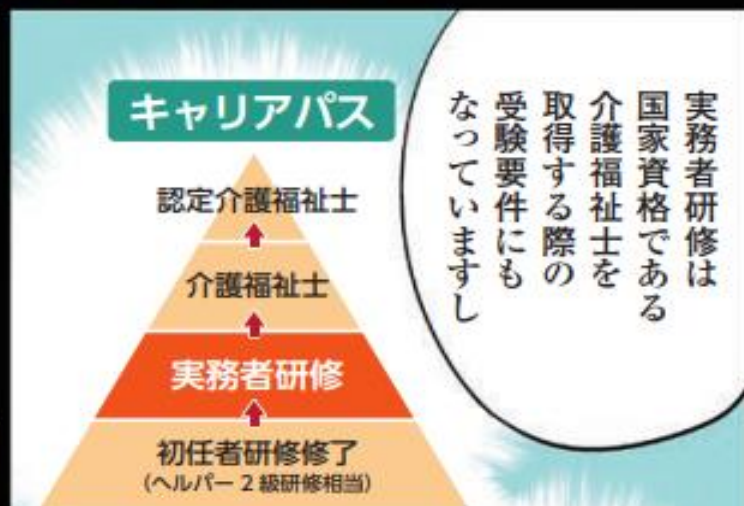 実務者研修は
国家資格である
介護福祉士を
取得する際の
受験要件にも
なっていますし
キャリアパス
認定介護福祉士
介護福祉士
実務者研修
初任者研修修了
(ヘルパー2級研修相当)